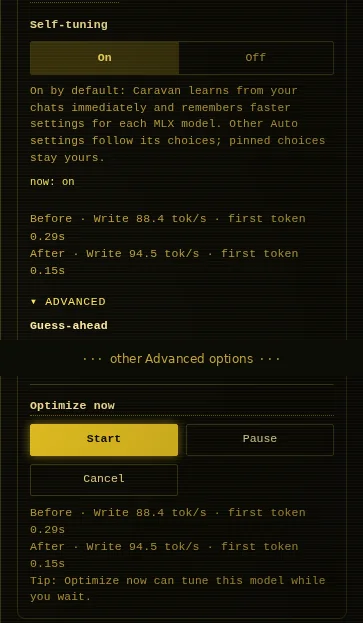 Self-tuning
On Off
On by default: Caravan learns from your
chats immediately and remembers faster
settings for each MLX model. Other Auto
settings follow its choices; pinned choices
stay yours.
now: on
Before · Write 88.4 tok/s · first token
0.29s
After · Write 94.5 tok/s · first token
0.15s
▾ ADVANCED
Guess-ahead
··· other Advanced options ···
Optimize now
Start Pause
Cancel
Before · Write 88.4 tok/s · first token
0.29s
After · Write 94.5 tok/s · first token
0.15s
Tip: Optimize now can tune this model while
you wait.